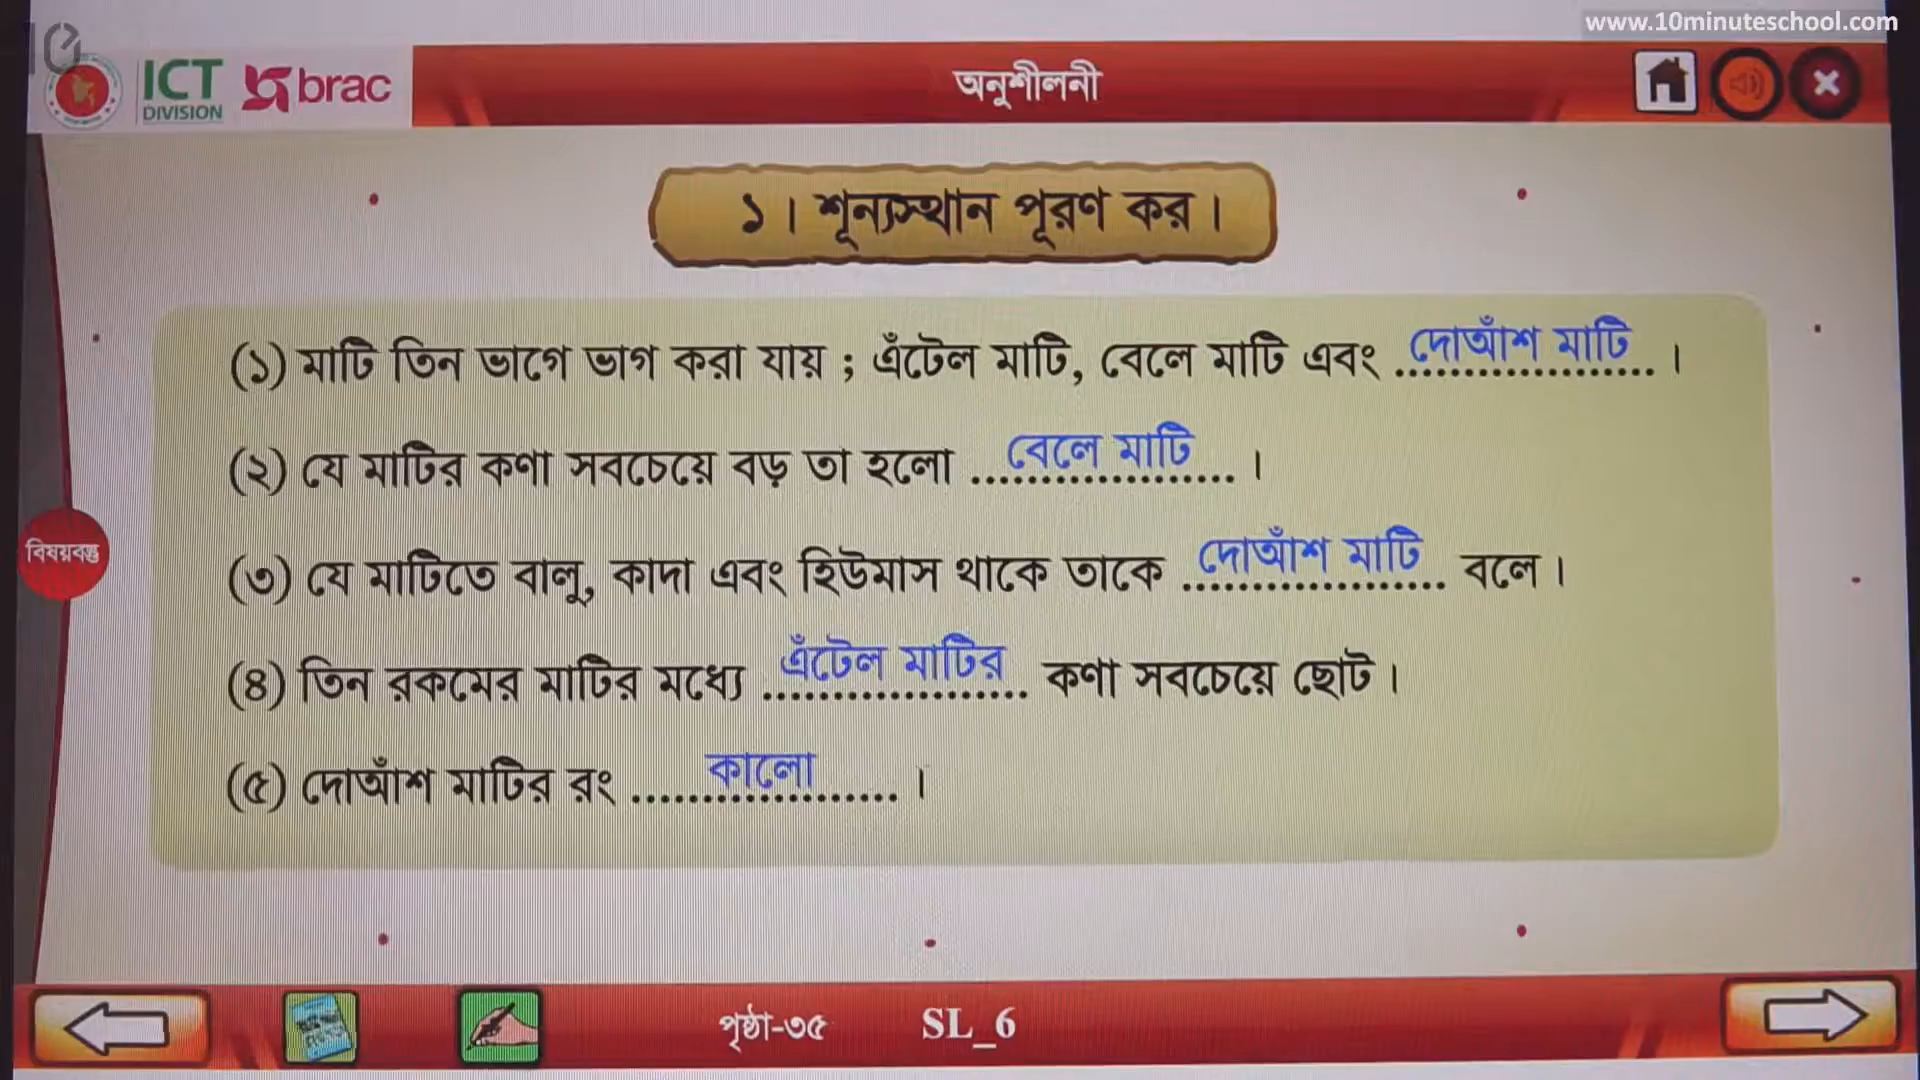 www.10minuteschool.com
10
ICT
DIVISION
brac
অনুশীলনী
১। শূন্যস্থান পূরণ কর।
(১) মাটি তিন ভাগে ভাগ করা যায় ; এঁটেল মাটি, বেলে মাটি এবং দোআঁশ মাটি ।
(২) যে মাটির কণা সবচেয়ে বড় তা হলো বেলে মাটি ।
(৩) যে মাটিতে বালু, কাদা এবং হিউমাস থাকে তাকে দোআঁশ মাটি বলে।
(৪) তিন রকমের মাটির মধ্যে এঁটেল মাটির কণা সবচেয়ে ছোট।
(৫) দোআঁশ মাটির রং কালো ।
বিষয়বস্তু
পৃষ্ঠা-৩৫ SL_6